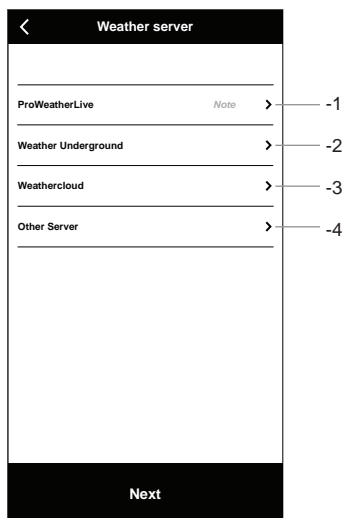 Weather server
ProWeatherLive Note -1
Weather Underground -2
Weathercloud -3
Other Server -4
Next